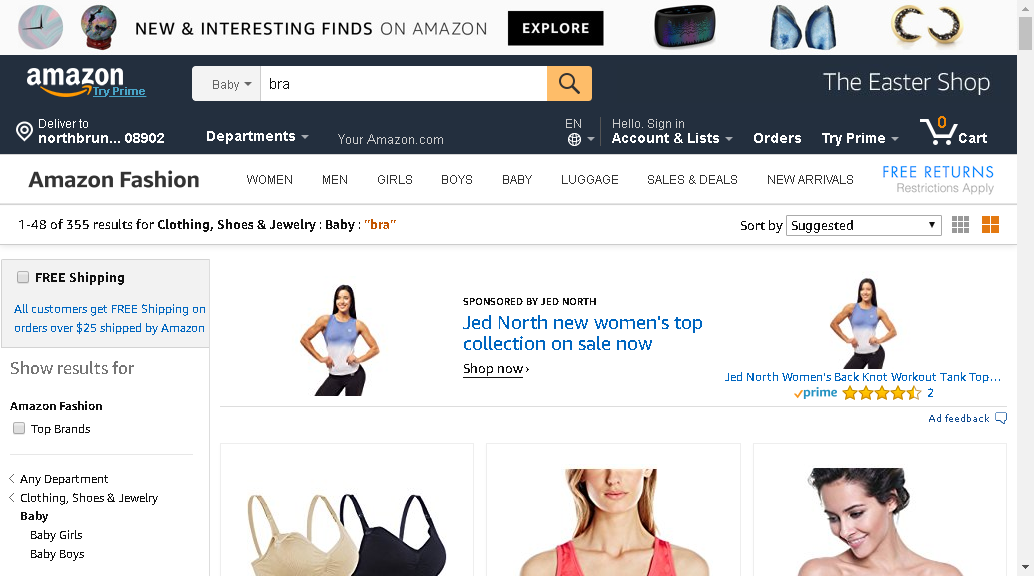 NEW & INTERESTING FINDS ON AMAZON EXPLORE
amazon
Try Prime
Baby
bra
The Easter Shop
Deliver to
northbrun... 08902
Departments
Your Amazon.com
EN
Hello. Sign in
Account & Lists
Orders
Try Prime
0
Cart
Amazon Fashion
WOMEN MEN GIRLS BOYS BABY LUGGAGE SALES & DEALS NEW ARRIVALS
FREE RETURNS
Restrictions Apply
1-48 of 355 results for Clothing, Shoes & Jewelry : Baby : "bra"
Sort by Suggested
FREE Shipping
All customers get FREE Shipping on
orders over $25 shipped by Amazon
Show results for
Amazon Fashion
Top Brands
Any Department
Clothing, Shoes & Jewelry
Baby
Baby Girls
Baby Boys
SPONSORED BY JED NORTH
Jed North new women's top
collection on sale now
Shop now ›
Jed North Women's Back Knot Workout Tank Top...
prime 2
Ad feedback